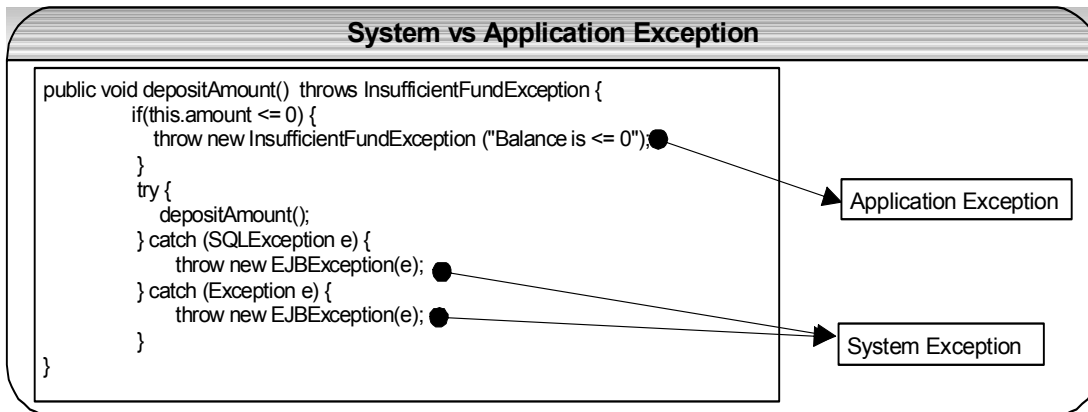 System vs Application Exception
public void depositAmount() throws InsufficientFundException {
if(this.amount <= 0) {
throw new InsufficientFundException ("Balance is <= 0");
}
try {
depositAmount();
} catch (SQLException e) {
throw new EJBException(e);
} catch (Exception e) {
throw new EJBException(e);
}
}
Application Exception
System Exception